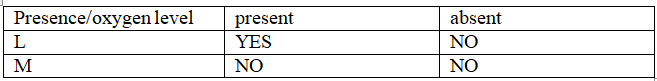 Presence/oxygen level present absent
L YES NO
M NO NO